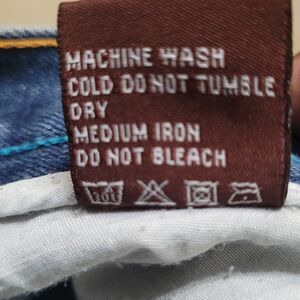 MACHINE WASH
COLD DO NOT TUMBLE
DRY
MEDIUM IRON
DO NOT BLEACH